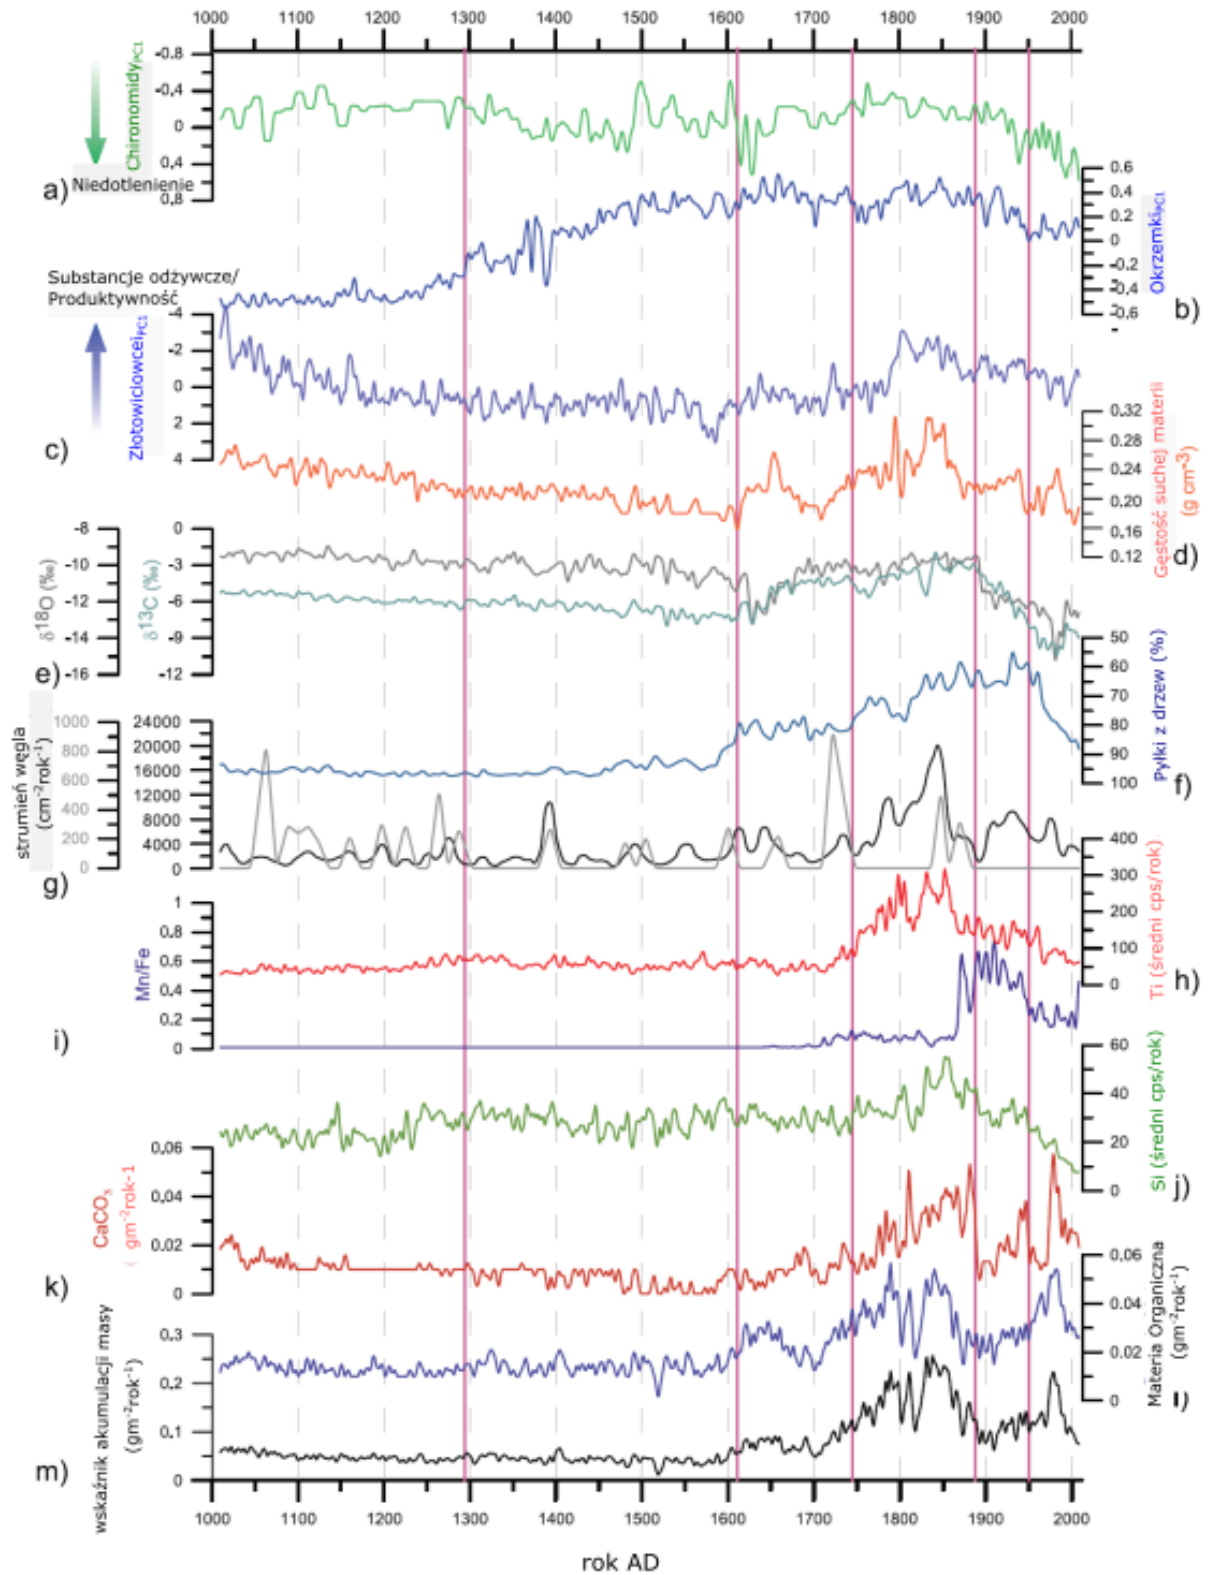 1000 1100 1200 1300 1400 1500 1600 1700 1800 1900 2000
-0.8
-0.4
0
0.4
0.8
Chironomidy PC1
Niedotlenienie
a)
0.6
0.4
0.2
0
-0.2
-0.4
-0.6
-
Okrzemki PC1
b)
Substancje odżywcze/
Produktywność
-4
-2
0
2
4
Złotowiciowcei PC1
c)
0.32
0.28
0.24
0.20
0.16
0.12
Gęstość suchej materii
(g cm-3)
d)
-8
-10
-12
-14
-16
δ18O (‰)
0
-3
-6
-9
-12
δ13C (‰)
e)
50
60
70
80
90
100
Pyłki z drzew (%)
f)
strumień węgla
(cm-2rok-1)
1000
800
600
400
200
0
24000
20000
16000
12000
8000
4000
0
g)
400
300
200
100
0
Ti (średni cps/rok)
h)
1
0.8
0.6
0.4
0.2
0
Mn/Fe
i)
60
40
20
0
Si (średni cps/rok)
j)
0,06
0,04
0.02
0
CaCO3
( gm-2rok-1
k)
0,06
0.04
0.02
0
Materia Organiczna
(gm-2rok-1)
l)
wskaźnik akumulacji masy
(gm-2rok-1)
0.3
0.2
0.1
0
m)
1000 1100 1200 1300 1400 1500 1600 1700 1800 1900 2000
rok AD